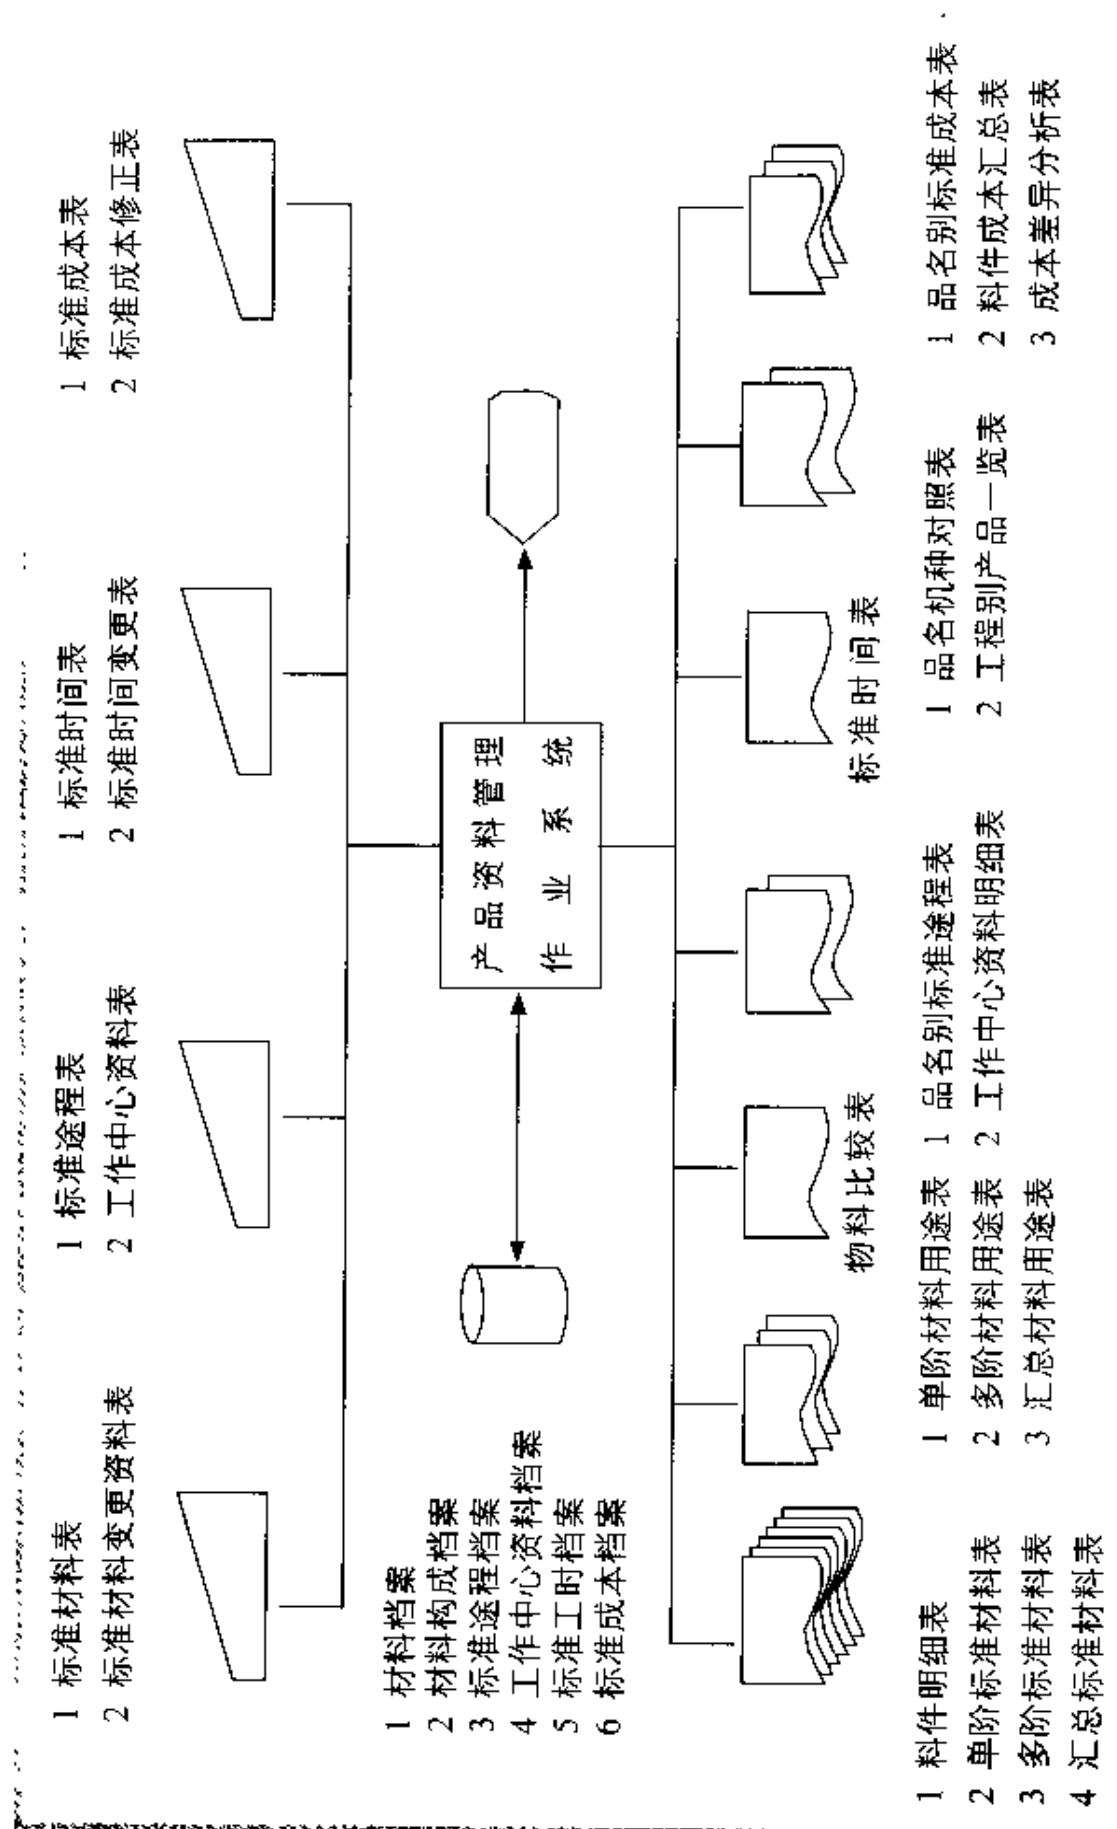 1 标准材料表
2 标准材料变更资料表
1 标准途程表
2 工作中心资料表
1 标准时间表
2 标准时间变更表
1 标准成本表
2 标准成本修正表
1 材料档案
2 材料构成档案
3 标准途程档案
4 工作中心资料档案
5 标准工时档案
6 标准成本档案
产品资料管理
作业系统
物料比较表
标准时间表
1 料件明细表
2 单阶标准材料表
3 多阶标准材料表
4 汇总标准材料表
1 单阶材料用途表
2 多阶材料用途表
3 汇总材料用途表
1 品名别标准途程表
2 工作中心资料明细表
1 品名机种对照表
2 工程别产品一览表
1 品名别标准成本表
2 料件成本汇总表
3 成本差异分析表